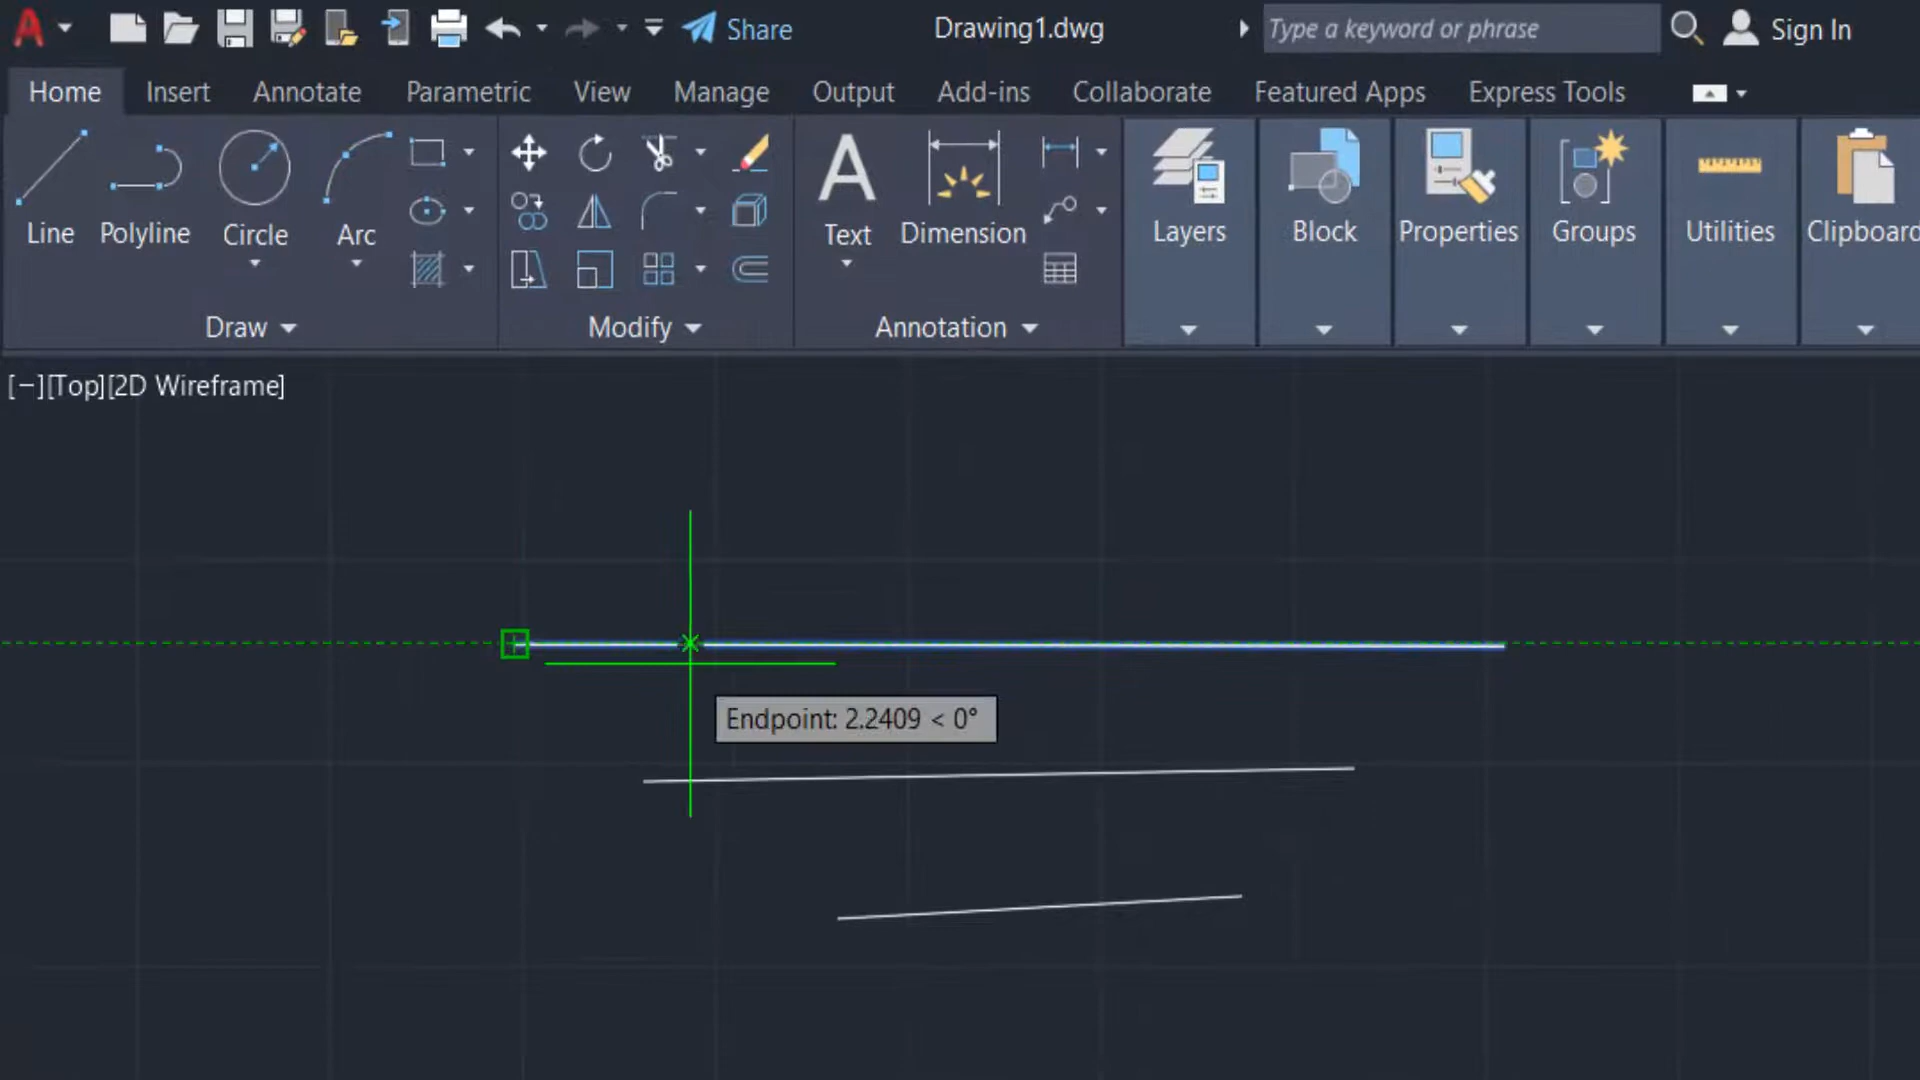 Share
Drawing1.dwg
Type a keyword or phrase
Sign In
Home
Insert
Annotate
Parametric
View
Manage
Output
Add-ins
Collaborate
Featured Apps
Express Tools
Line
Polyline
Circle
Arc
Text
Dimension
Layers
Block
Properties
Groups
Utilities
Clipboard
Draw
Modify
Annotation
[−][Top][2D Wireframe]
Endpoint: 2.2409 < 0°